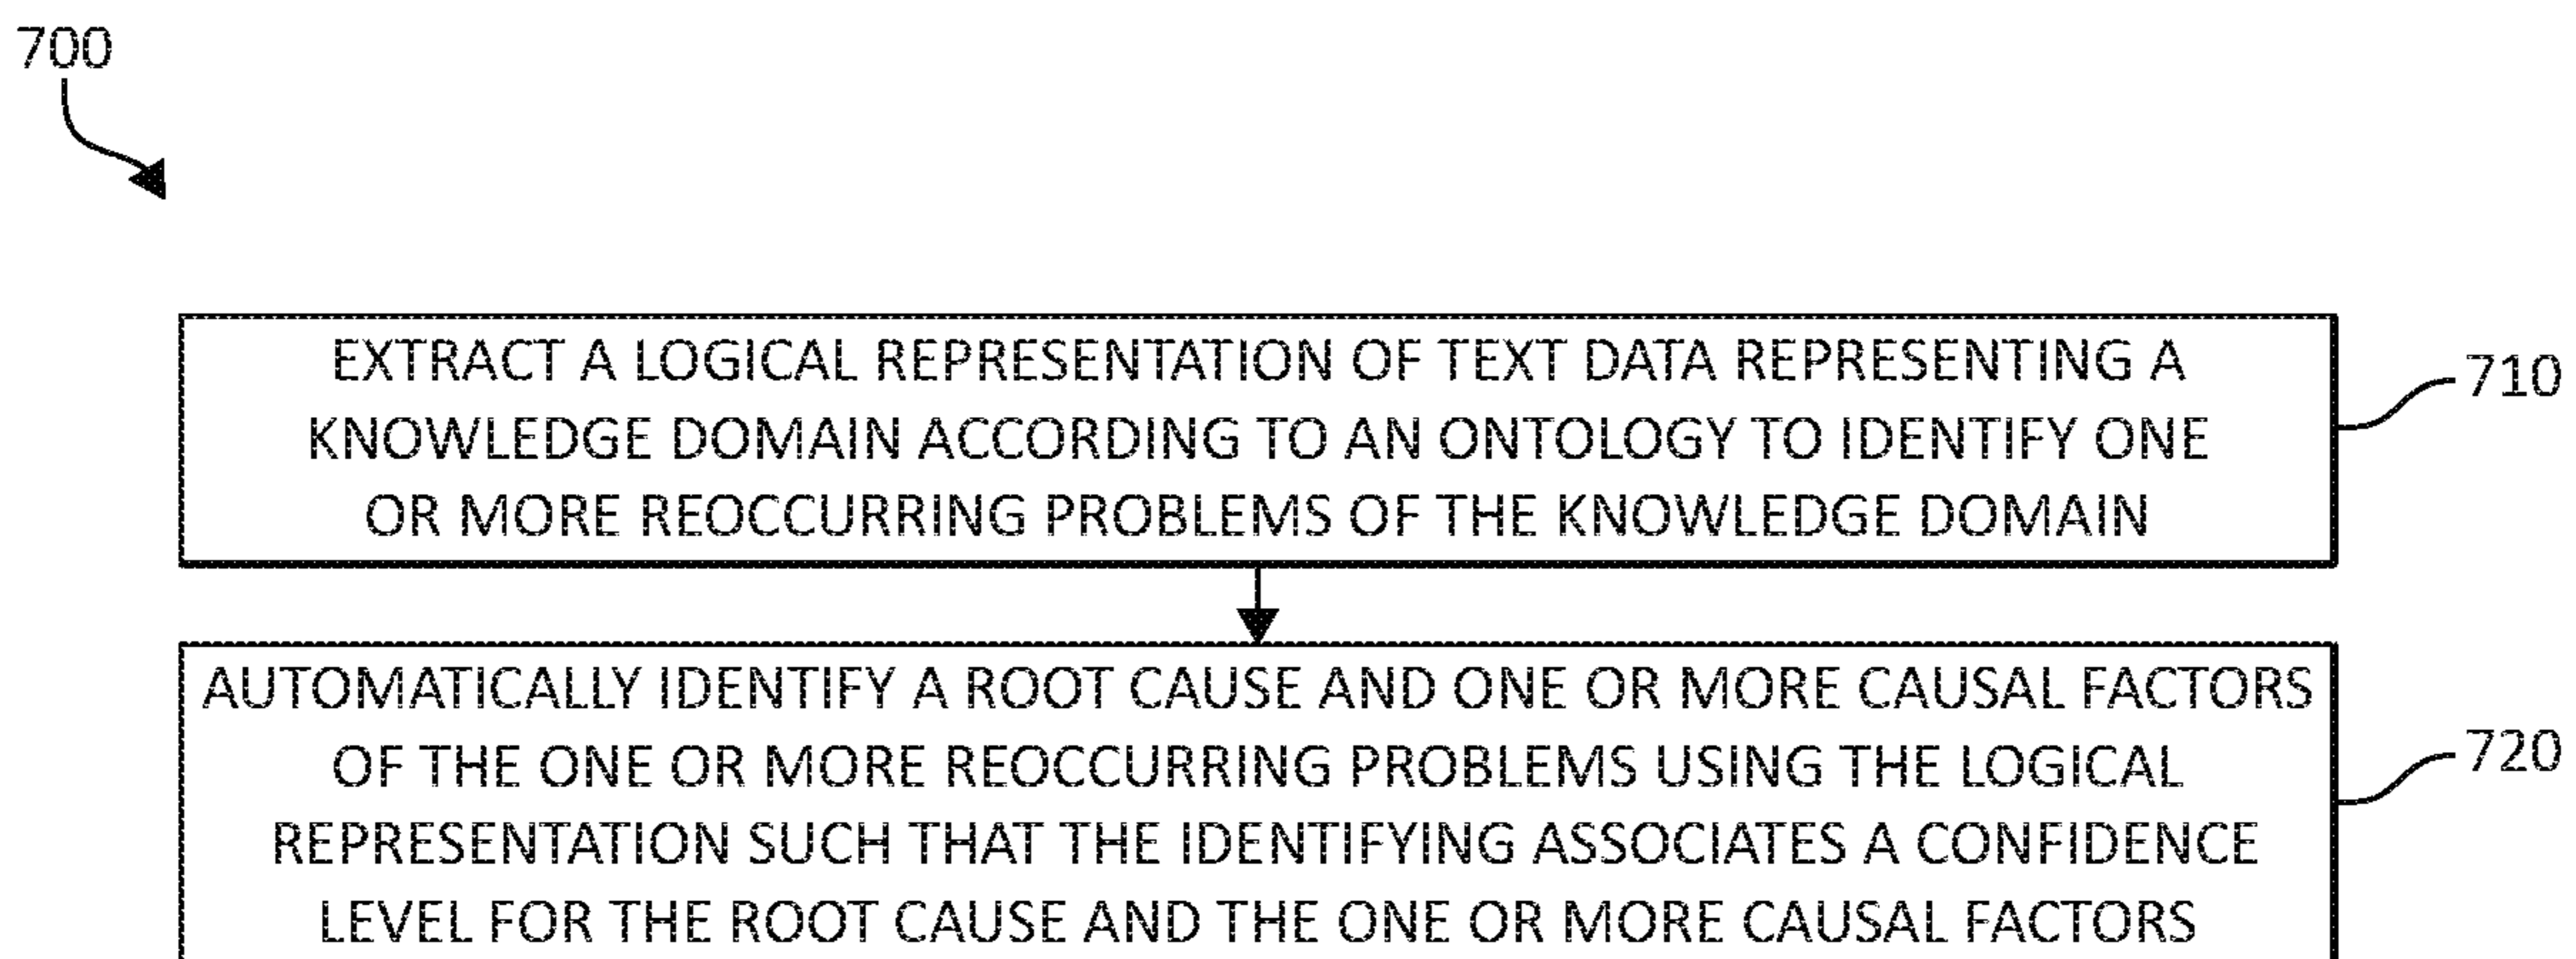 700
EXTRACT A LOGICAL REPRESENTATION OF TEXT DATA REPRESENTING A
KNOWLEDGE DOMAIN ACCORDING TO AN ONTOLOGY TO IDENTIFY ONE
OR MORE REOCCURRING PROBLEMS OF THE KNOWLEDGE DOMAIN
710
AUTOMATICALLY IDENTIFY A ROOT CAUSE AND ONE OR MORE CAUSAL FACTORS
OF THE ONE OR MORE REOCCURRING PROBLEMS USING THE LOGICAL
REPRESENTATION SUCH THAT THE IDENTIFYING ASSOCIATES A CONFIDENCE
LEVEL FOR THE ROOT CAUSE AND THE ONE OR MORE CAUSAL FACTORS
720